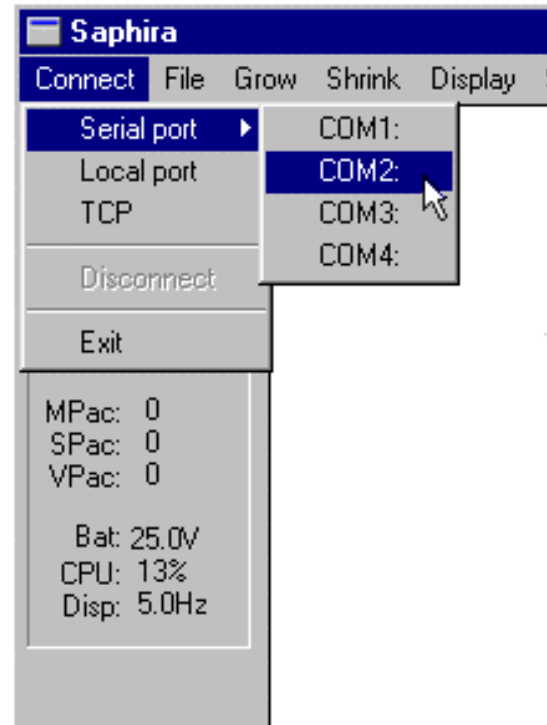 Saphira
Connect File Grow Shrink Display
Serial port COM1:
COM2:
Local port
TCP COM3:
COM4:
Disconnect
Exit
MPac: 0
SPac: 0
VPac: 0
Bat: 25.0V
CPU: 13%
Disp: 5.0Hz